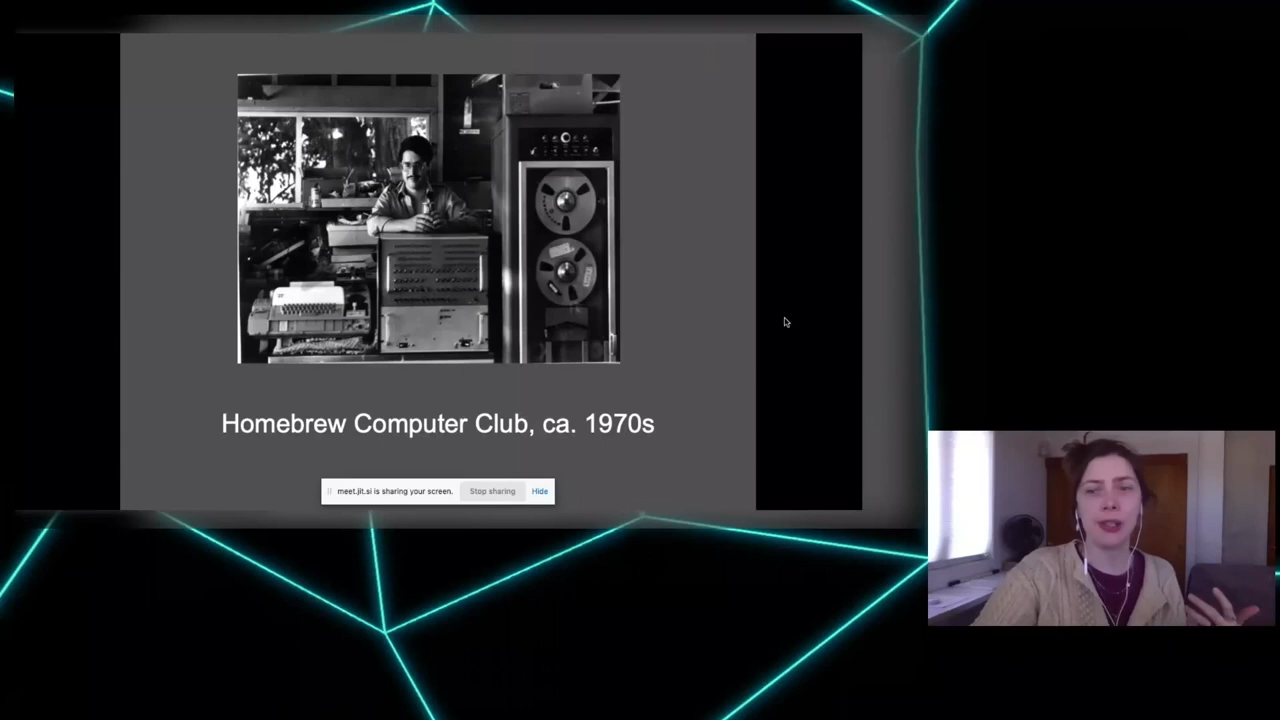 Homebrew Computer Club, ca. 1970s
meet.jit.si is sharing your screen. Stop sharing Hide